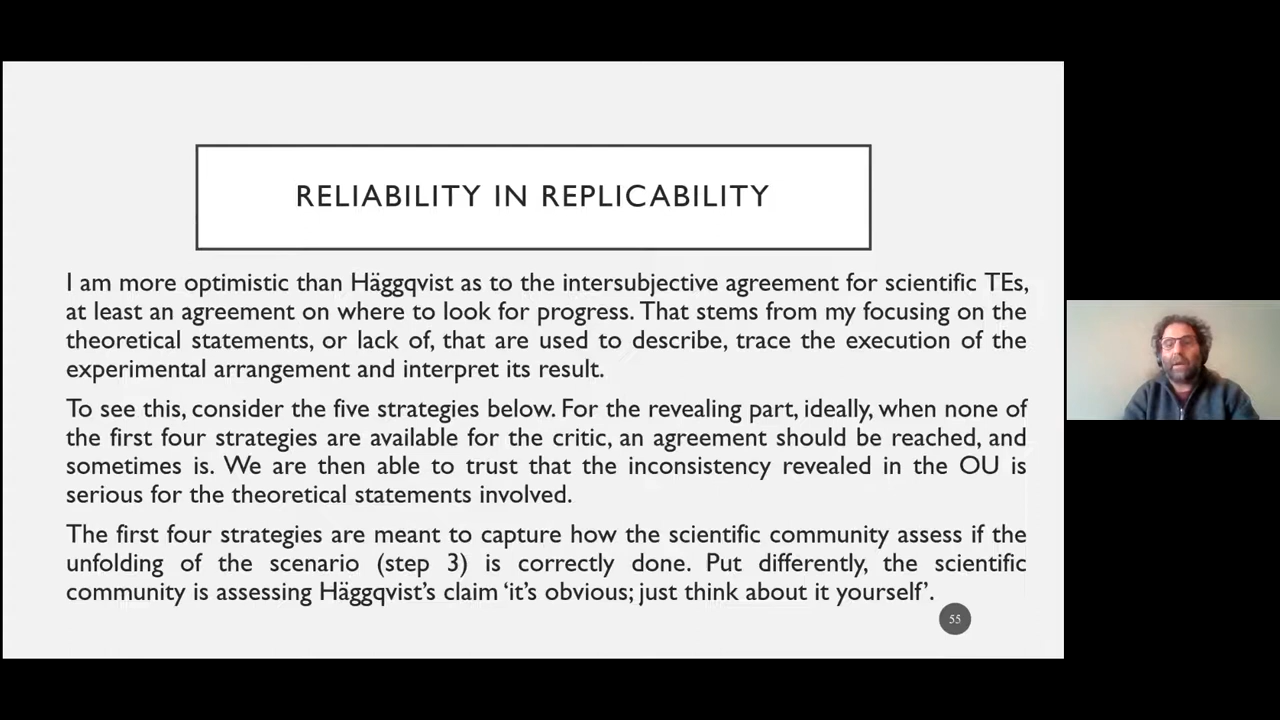 RELIABILITY IN REPLICABILITY
I am more optimistic than Häggqvist as to the intersubjective agreement for scientific TEs,
at least an agreement on where to look for progress. That stems from my focusing on the
theoretical statements, or lack of, that are used to describe, trace the execution of the
experimental arrangement and interpret its result.
To see this, consider the five strategies below. For the revealing part, ideally, when none of
the first four strategies are available for the critic, an agreement should be reached, and
sometimes is. We are then able to trust that the inconsistency revealed in the OU is
serious for the theoretical statements involved.
The first four strategies are meant to capture how the scientific community assess if the
unfolding of the scenario (step 3) is correctly done. Put differently, the scientific
community is assessing Häggqvist’s claim ‘it’s obvious; just think about it yourself’.
55